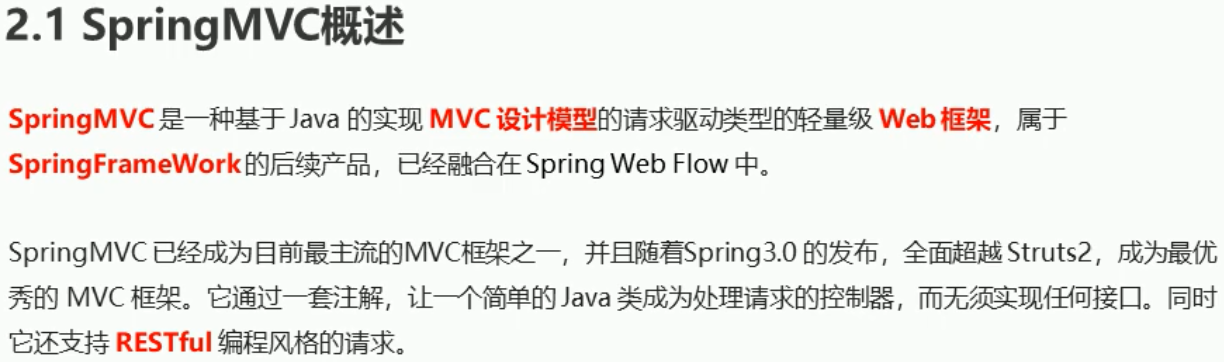 2.1 SpringMVC概述
SpringMVC 是一种基于 Java 的实现 MVC 设计模型的请求驱动类型的轻量级 Web 框架，属于
SpringFrameWork 的后续产品，已经融合在 Spring Web Flow 中。
SpringMVC 已经成为目前最主流的MVC框架之一，并且随着Spring3.0 的发布，全面超越 Struts2，成为最优
秀的 MVC 框架。它通过一套注解，让一个简单的 Java 类成为处理请求的控制器，而无须实现任何接口。同时
它还支持 RESTful 编程风格的请求。